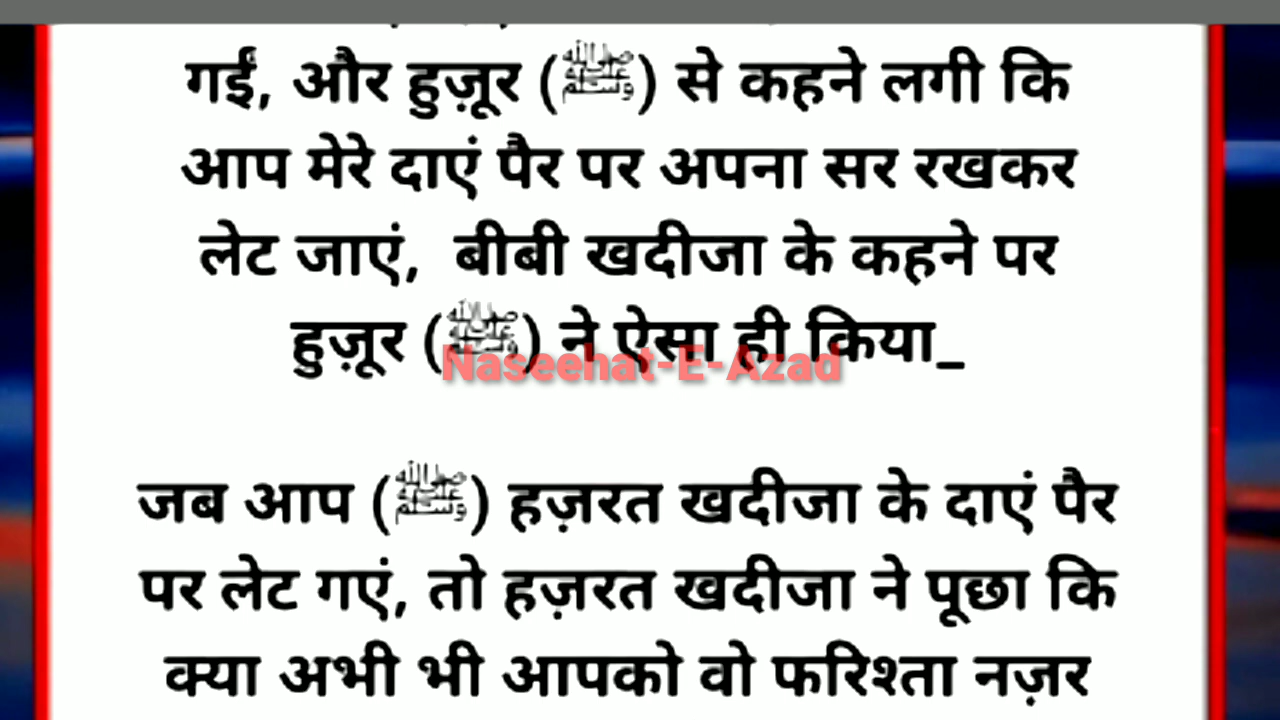 गईं, और हुज़ूर (ﷺ) से कहने लगी कि
आप मेरे दाएं पैर पर अपना सर रखकर
लेट जाएं, बीबी खदीजा के कहने पर
हुज़ूर (ﷺ) ने ऐसा ही किया_
Naseehat-E-Azad
जब आप (ﷺ) हज़रत खदीजा के दाएं पैर
पर लेट गएं, तो हज़रत खदीजा ने पूछा कि
क्या अभी भी आपको वो फरिश्ता नज़र